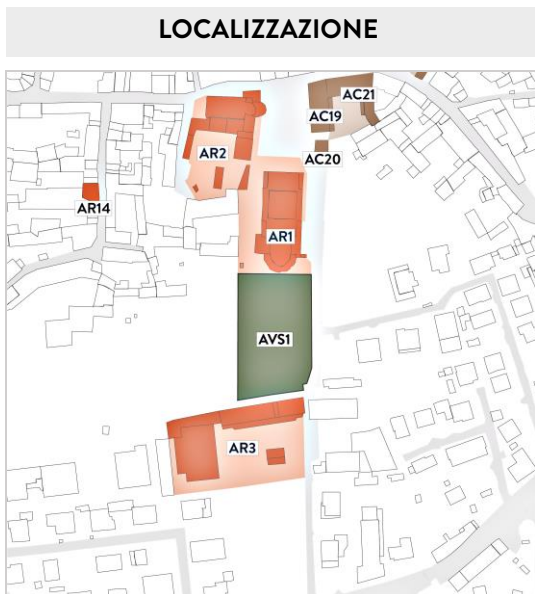 LOCALIZZAZIONE
AC21
AC19
AR2
AC20
AR14
AR1
AVS1
AR3